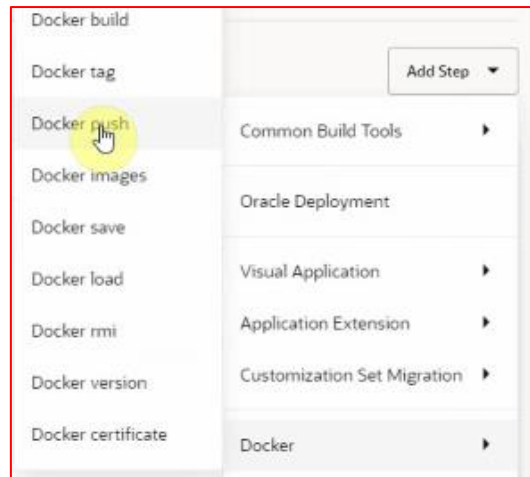 Docker build
Docker tag
Docker push
Docker images
Docker save
Docker load
Docker rmi
Docker version
Docker certificate
Add Step
Common Build Tools
Oracle Deployment
Visual Application
Application Extension
Customization Set Migration
Docker